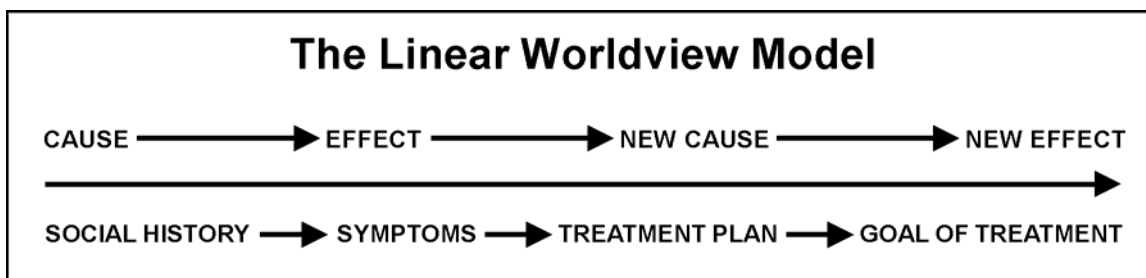 The Linear Worldview Model
CAUSE EFFECT NEW CAUSE NEW EFFECT
SOCIAL HISTORY SYMPTOMS TREATMENT PLAN GOAL OF TREATMENT